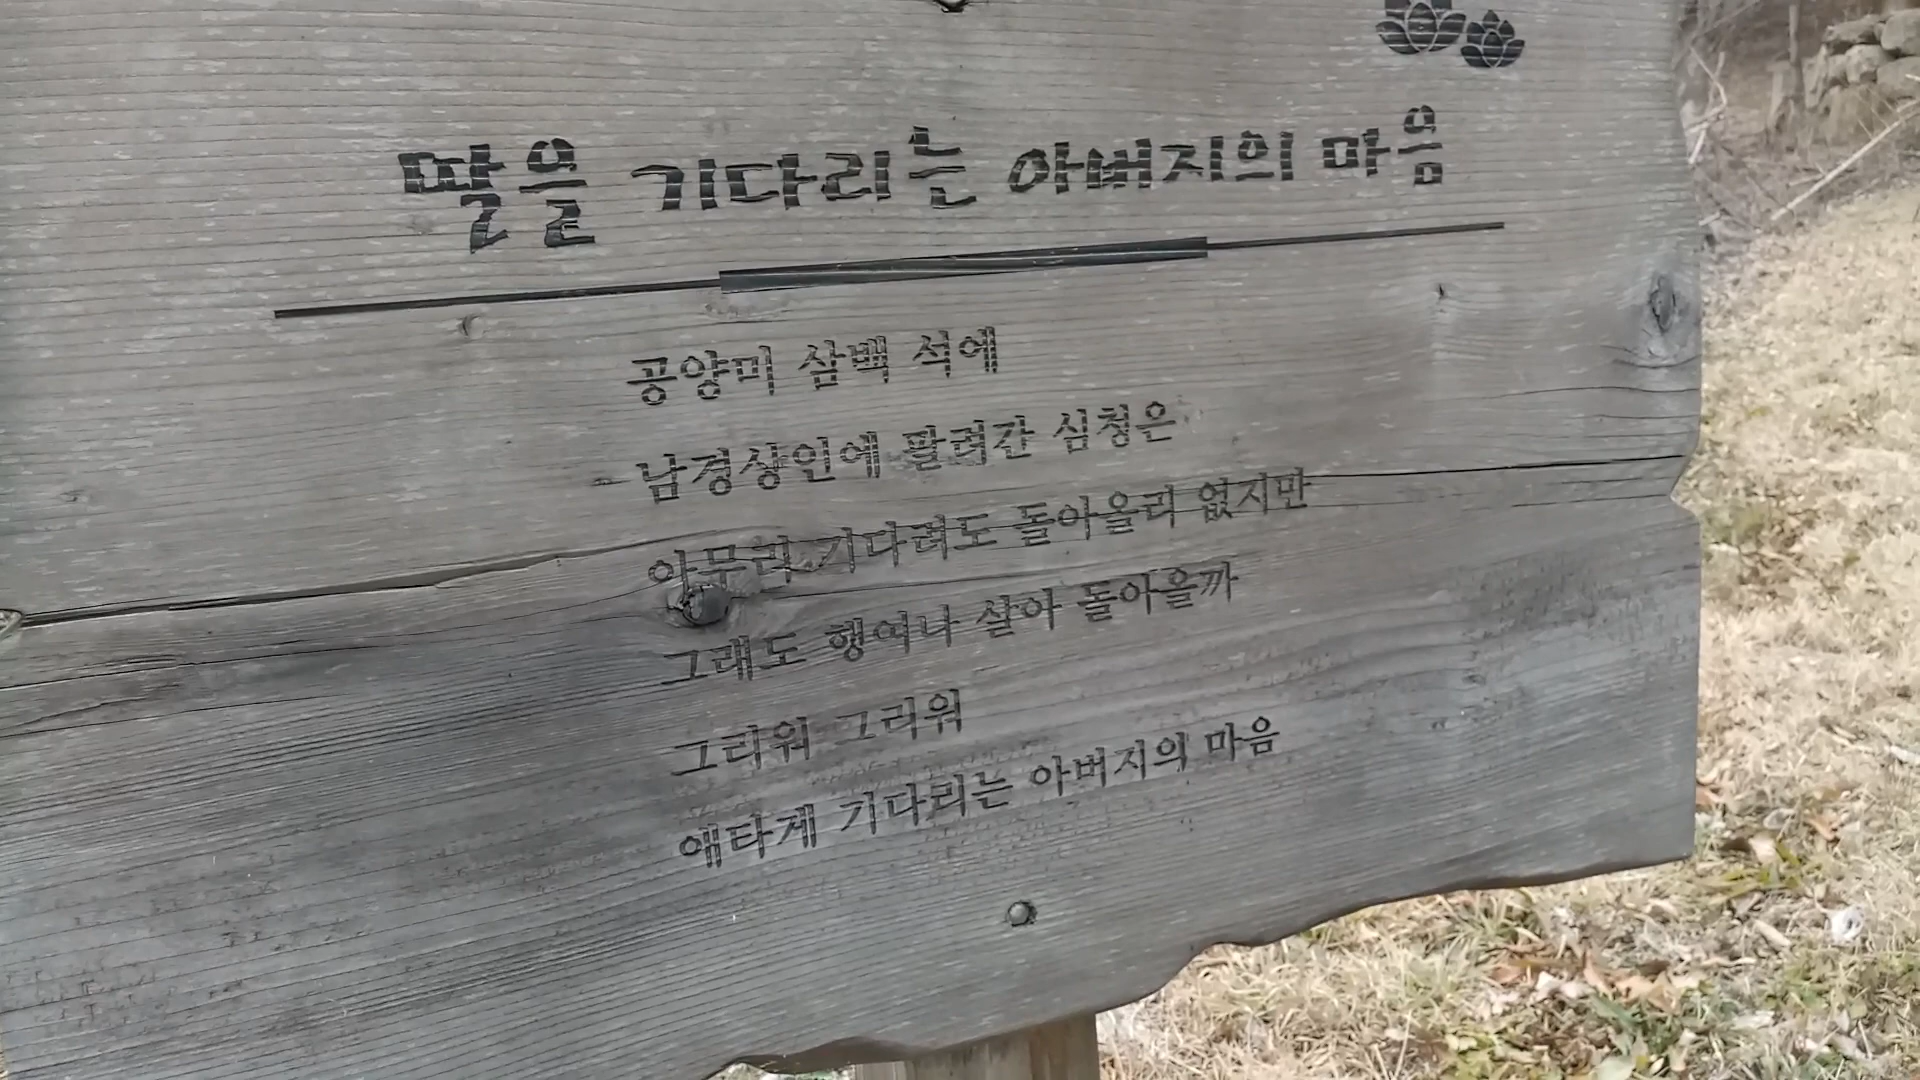 딸을 기다리는 아버지의 마음
공양미 삼백 석에
남경상인에 팔려간 심청은
아무리 기다려도 돌아올리 없지만
그래도 행여나 살아 돌아올까
그리워 그리워
애타게 기다리는 아버지의 마음